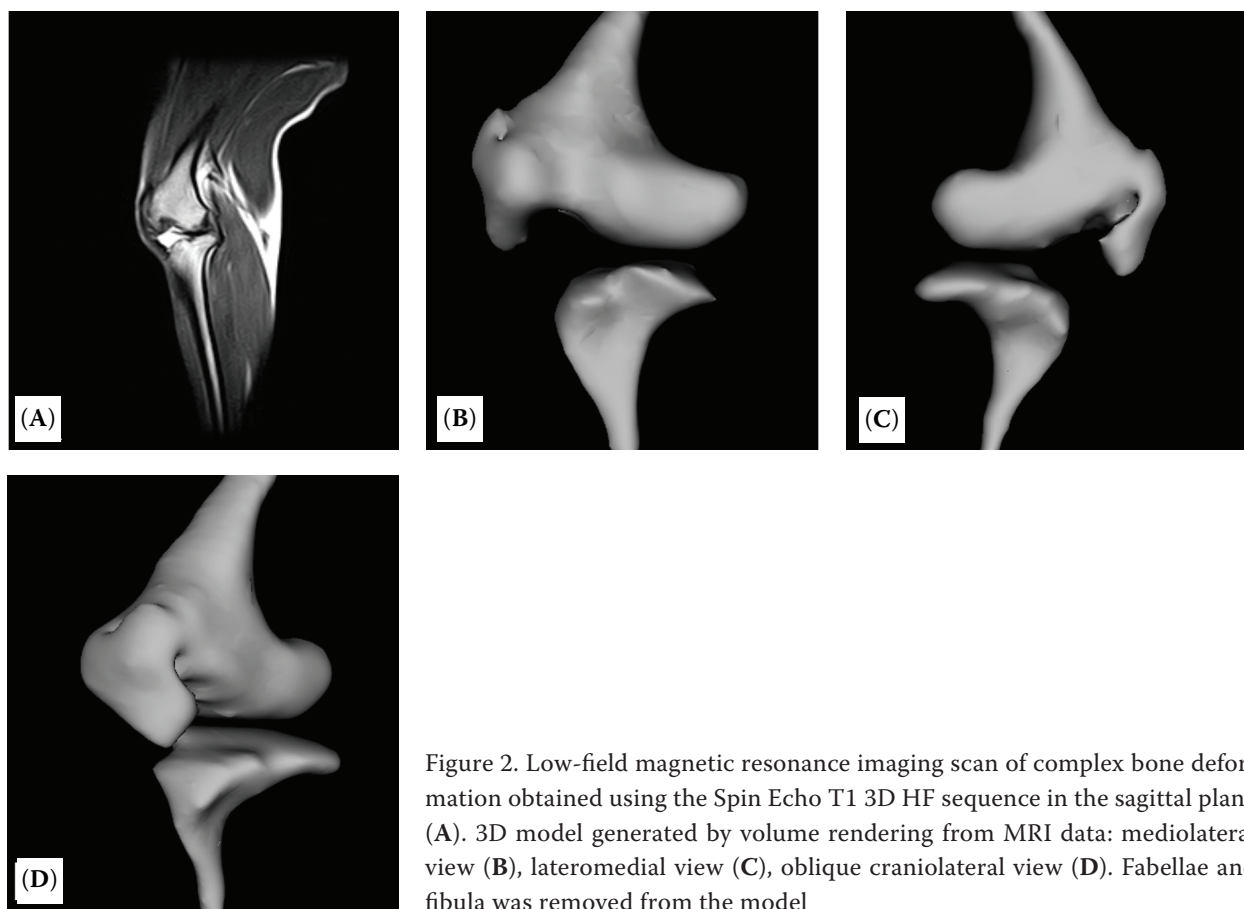 (A)
(B)
(C)
(D)
Figure 2. Low-field magnetic resonance imaging scan of complex bone defor
mation obtained using the Spin Echo T1 3D HF sequence in the sagittal plan
(A). 3D model generated by volume rendering from MRI data: mediolatera
view (B), lateromedial view (C), oblique craniolateral view (D). Fabellae an
fibula was removed from the model